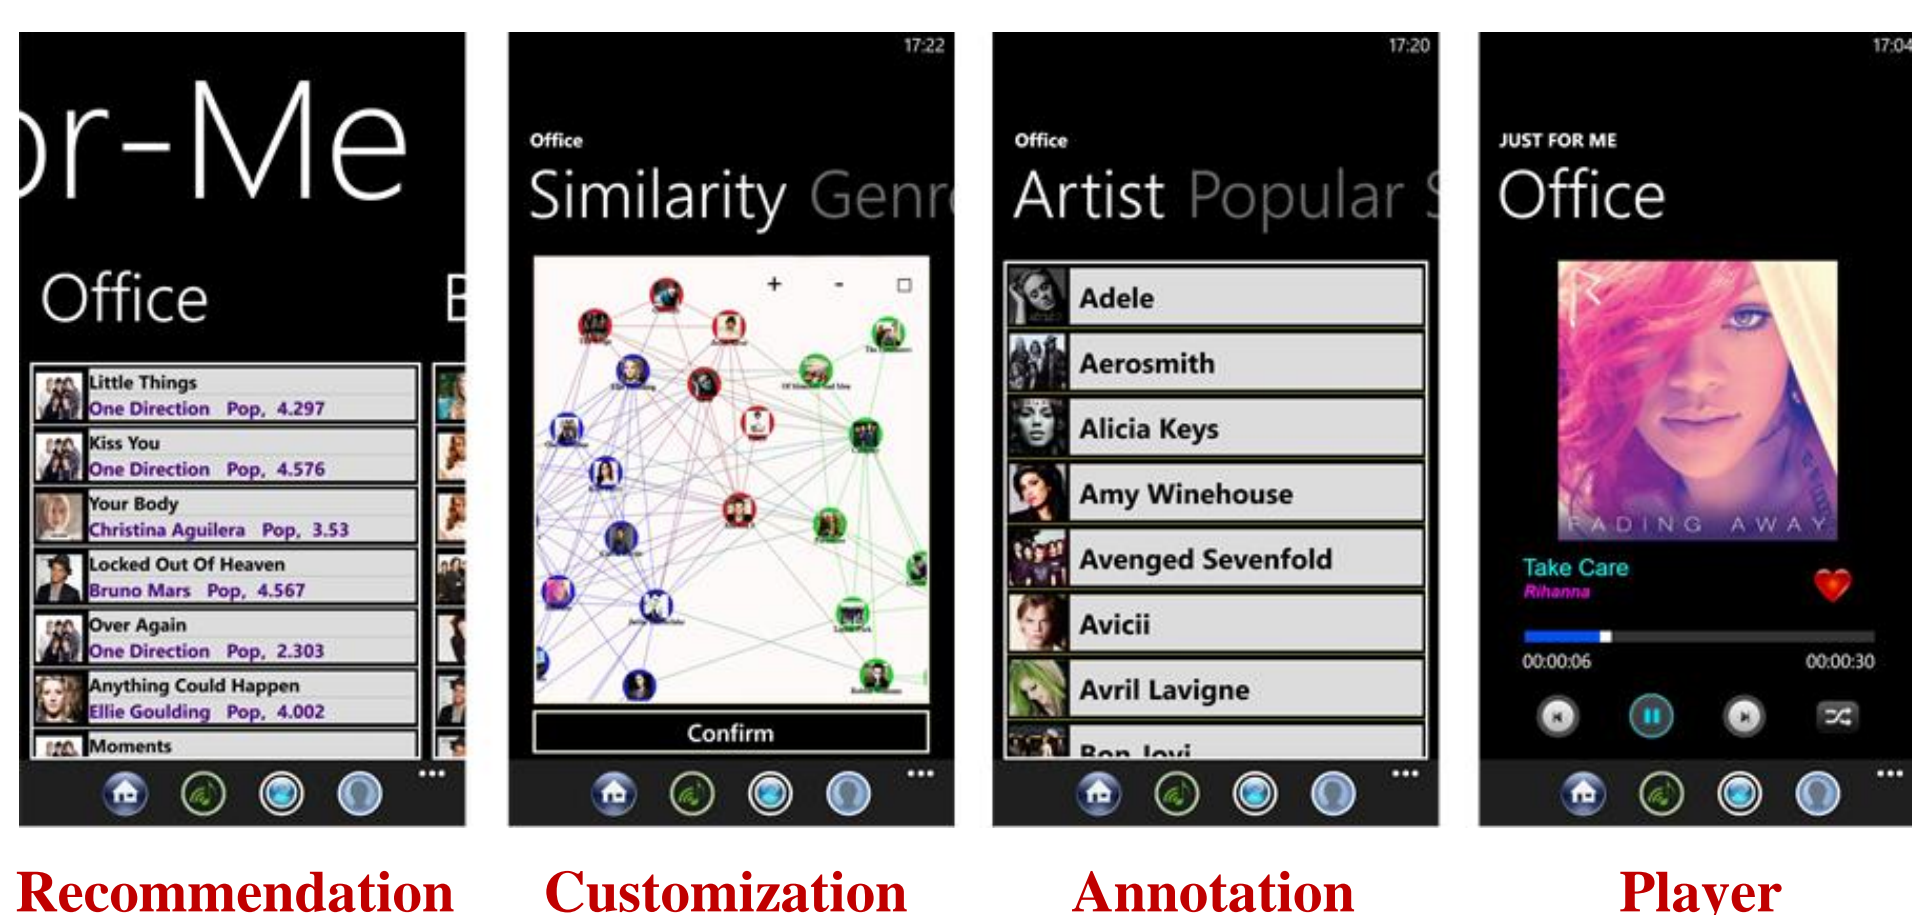 or-Me
Office
B
Little Things
One Direction Pop, 4.297
Kiss You
One Direction Pop, 4.576
Your Body
Christina Aguilera Pop, 3.53
Locked Out Of Heaven
Bruno Mars Pop, 4.567
Over Again
One Direction Pop, 2.303
Anything Could Happen
Ellie Goulding Pop, 4.002
Moments
Recommendation
17:22
Office
Similarity Genre
+ - □
Confirm
Customization
17:20
Office
Artist Popular S
Adele
Aerosmith
Alicia Keys
Amy Winehouse
Avenged Sevenfold
Avicii
Avril Lavigne
Bon Jovi
Annotation
17:04
JUST FOR ME
Office
FADING AWAY
Take Care
Rihanna
00:00:06 00:00:30
Player